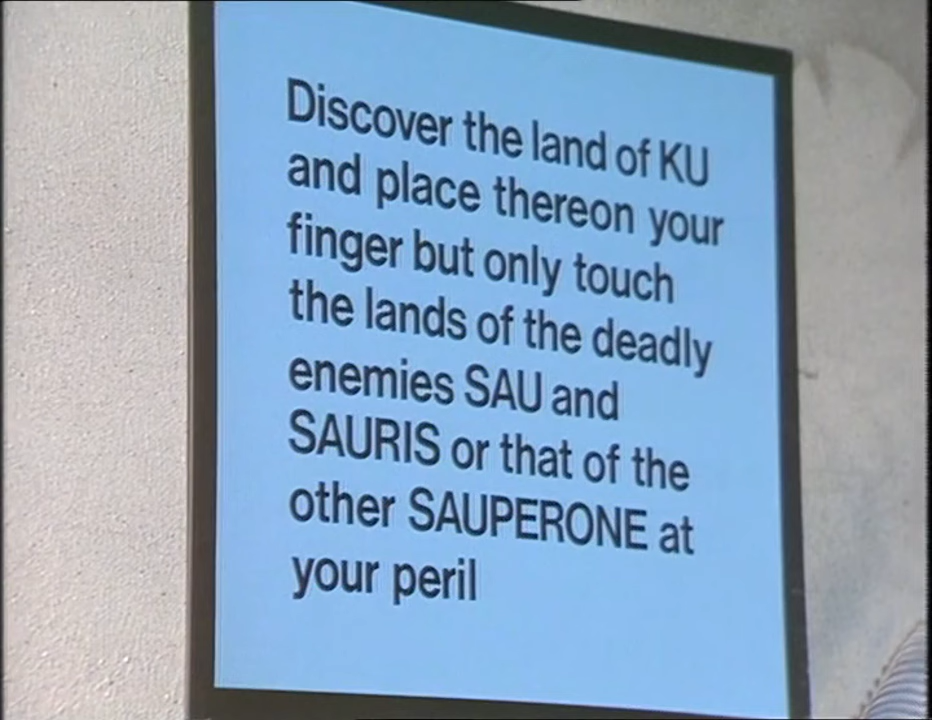 Discover the land of KU
and place thereon your
finger but only touch
the lands of the deadly
enemies SAU and
SAURIS or that of the
other SAUPERONE at
your peril